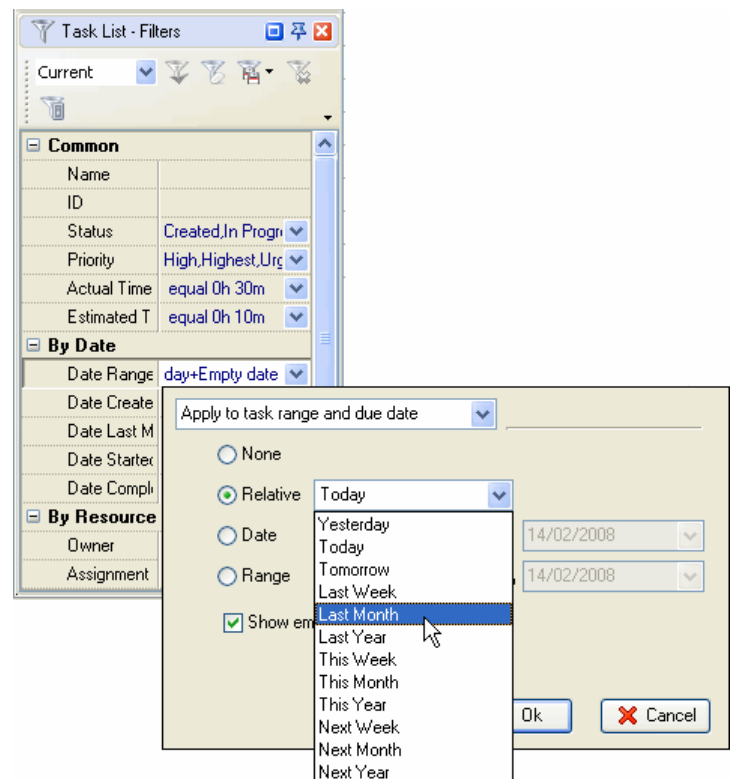 Task List - Filters
Current
Common
Name
ID
Status Created,In Progr
Priority High,Highest,Urg
Actual Time equal 0h 30m
Estimated T equal 0h 10m
By Date
Date Range day+Empty date
Date Create
Date Last M
Date Starte
Date Compl
By Resource
Owner
Assignment
Apply to task range and due date
None
Relative Today
Date 14/02/2008
Range 14/02/2008
Show em
Yesterday
Today
Tomorrow
Last Week
Last Month
Last Year
This Week
This Month
This Year
Next Week
Next Month
Next Year
Ok Cancel